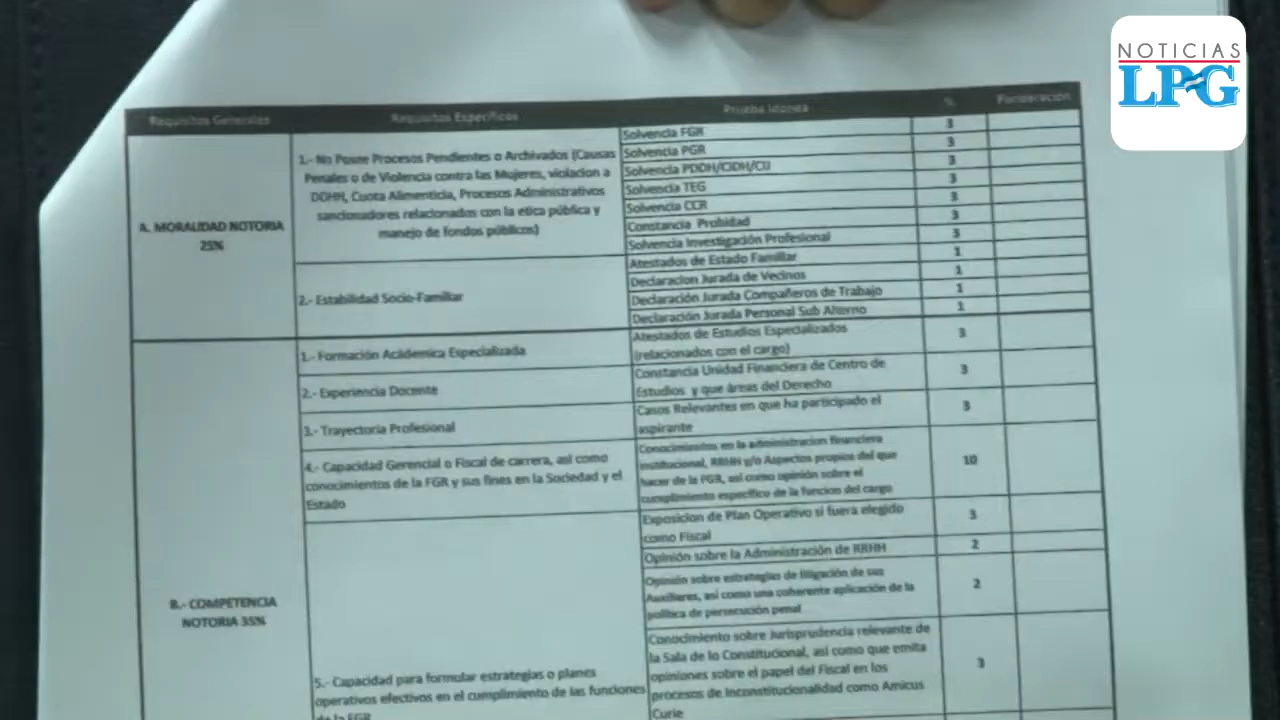 NOTICIAS
LPG
Requisitos Generales
Requisitos Específicos
Prueba Idonea
%
Ponderación
A. MORALIDAD NOTORIA
25%
1.- No Posee Procesos Pendientes o Archivados (Causas
Penales o de Violencia contra las Mujeres, violacion a
DDHH, Cuota Alimenticia, Procesos Administrativos
sancionadores relacionados con la etica pública y
manejo de fondos públicos)
Solvencia FGR
3
Solvencia PGR
3
Solvencia PDDH/CIDH/CIJ
3
Solvencia TEG
3
Solvencia CCR
3
Constancia Probidad
3
Solvencia Investigación Profesional
3
2.- Estabilidad Socio-Familiar
Atestados de Estado Familiar
1
Declaracion Jurada de Vecinos
1
Declaración Jurada Compañeros de Trabajo
1
Declaración Jurada Personal Sub Alterno
1
B.- COMPETENCIA
NOTORIA 35%
1.- Formación Acádemica Especializada
Atestados de Estudios Especializados
(relacionados con el cargo)
3
2.- Experiencia Docente
Constancia Unidad Financiera de Centro de
Estudios y que àreas del Derecho
3
3.- Trayectoria Profesional
Casos Relevantes en que ha participado el
aspirante
3
4.- Capacidad Gerencial o Fiscal de carrera, así como
conocimientos de la FGR y sus fines en la Sociedad y el
Estado
Conocimientos en la administracion financiera
institucional, RRHH y/o Aspectos propios del que
hacer de la FGR, así como opinión sobre el
cumplimiento específico de la funcion del cargo
10
5.- Capacidad para formular estrategias o planes
operativos efectivos en el cumplimiento de las funciones
de la FGR
Exposicion de Plan Operativo si fuera elegido
como Fiscal
3
Opinión sobre la Administración de RRHH
2
Opinión sobre estrategias de litigación de sus
Auxiliares, así como una coherente aplicación de la
política de persecución penal
2
Conocimiento sobre Jurisprudencia relevante de
la Sala de lo Constitucional, así como que emita
opiniones sobre el papel del Fiscal en los
procesos de Inconstitucionalidad como Amicus
Curie
3